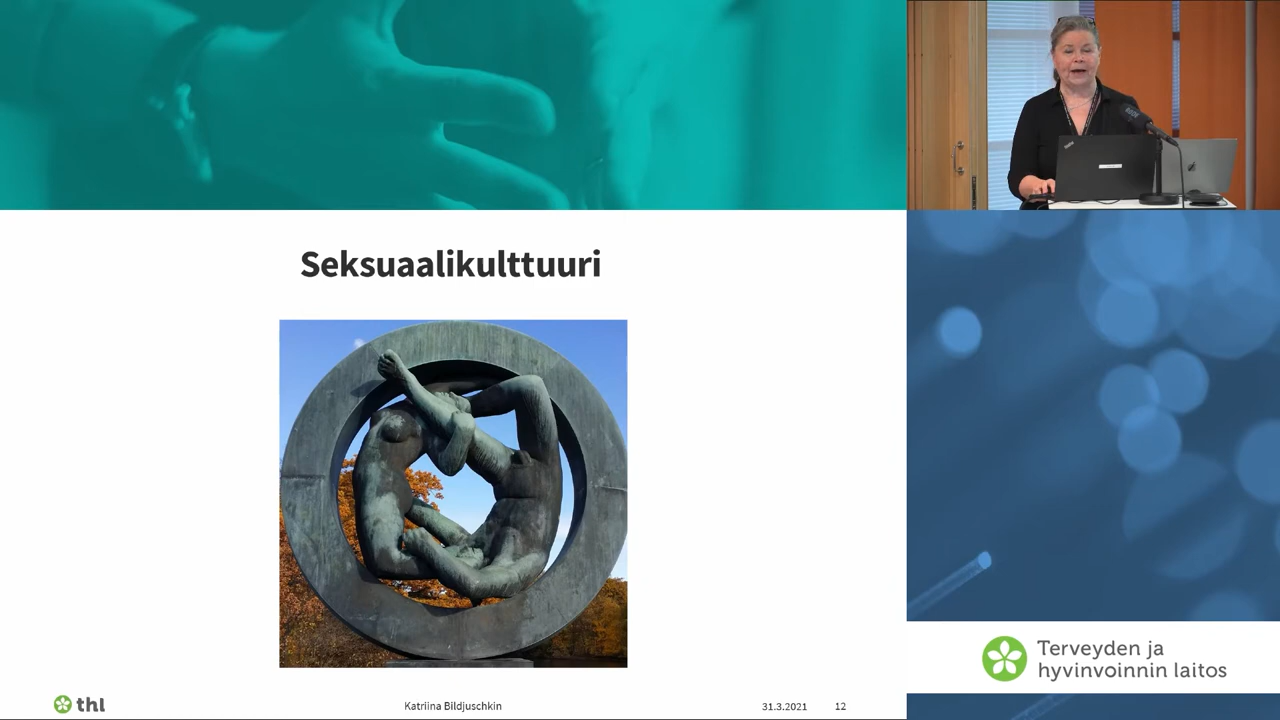 Seksuaalikulttuuri
thl
Katriina Bildjuschkin
31.3.2021
12
Terveyden ja
hyvinvoinnin laitos